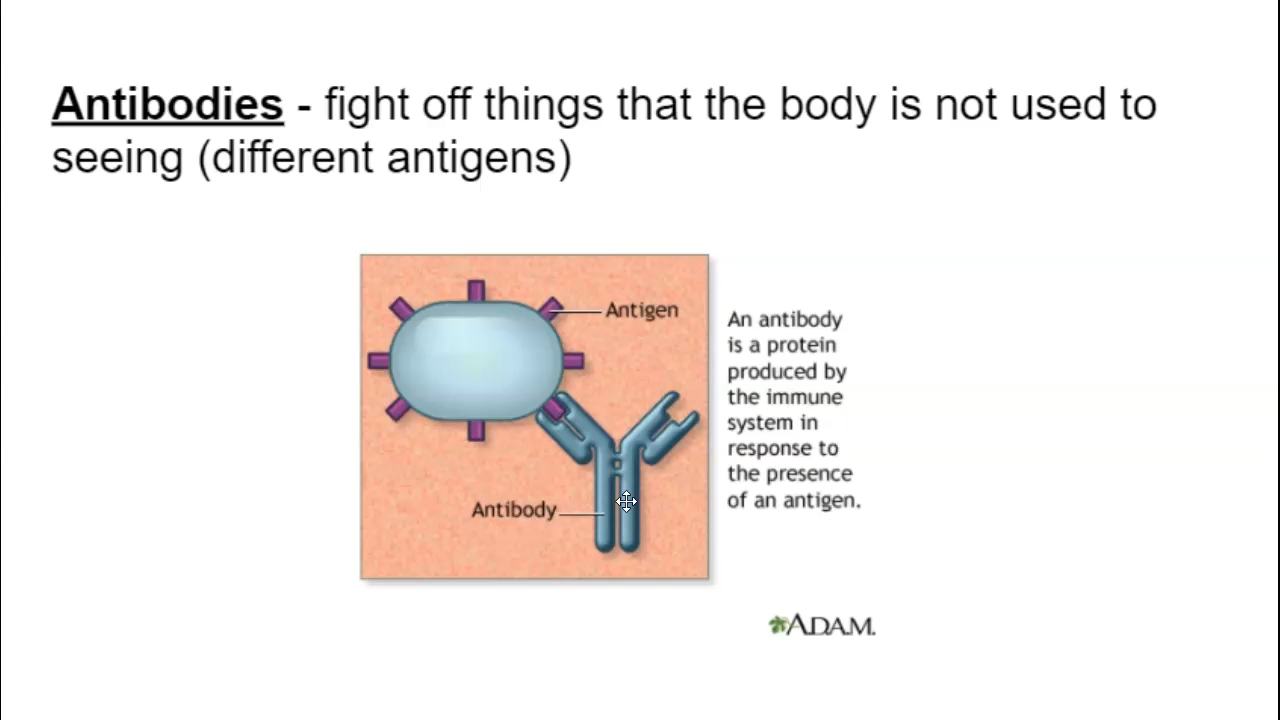 Antibodies - fight off things that the body is not used to
seeing (different antigens)
Antigen
Antibody
An antibody
is a protein
produced by
the immune
system in
response to
the presence
of an antigen.
ADAM.